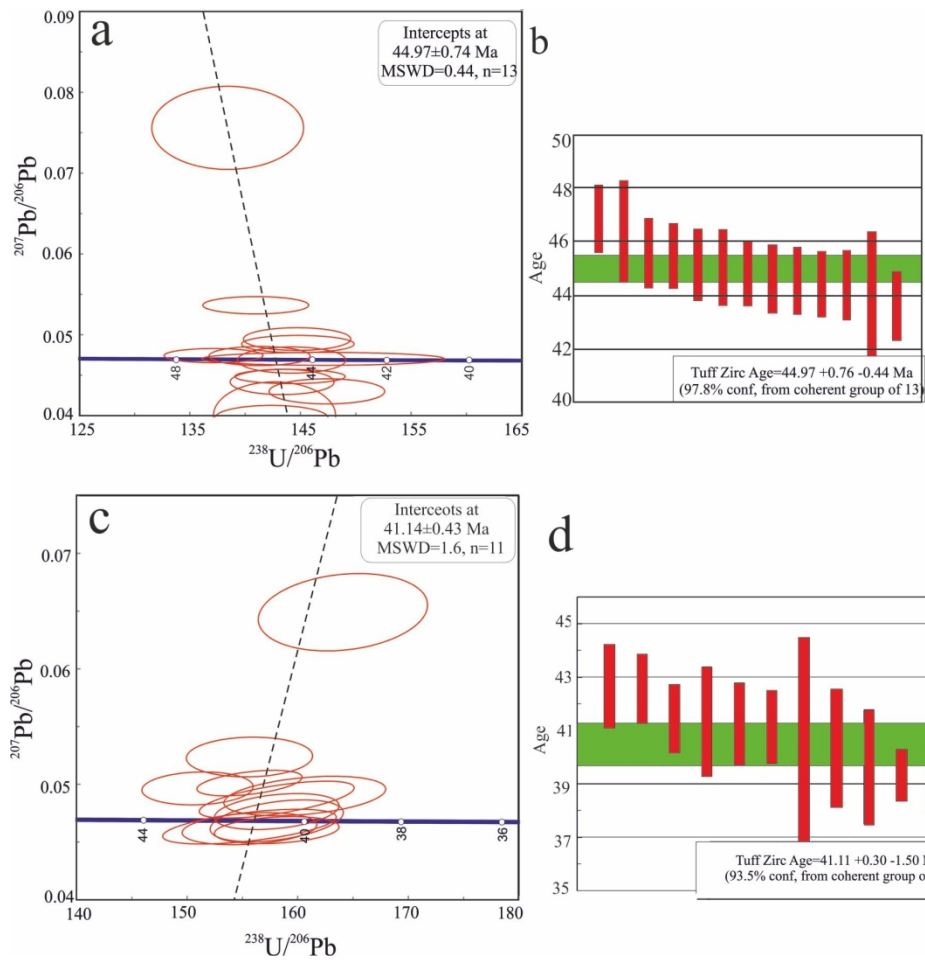 a
Intercepts at
44.97±0.74 Ma
MSWD=0.44, n=13
0.09
0.08
0.07
0.06
0.05
0.04
207Pb/206Pb
48
44
42
40
125
135
145
155
165
238U/206Pb
b
50
48
46
44
42
40
Age
Tuff Zirc Age=44.97 +0.76 -0.44 Ma
(97.8% conf, from coherent group of 13)
c
Interceots at
41.14±0.43 Ma
MSWD=1.6, n=11
0.07
0.06
0.05
0.04
207Pb/206Pb
44
40
38
36
140
150
160
170
180
238U/206Pb
d
45
43
41
39
37
35
Age
Tuff Zirc Age=41.11 +0.30 -1.50
(93.5% conf, from coherent group